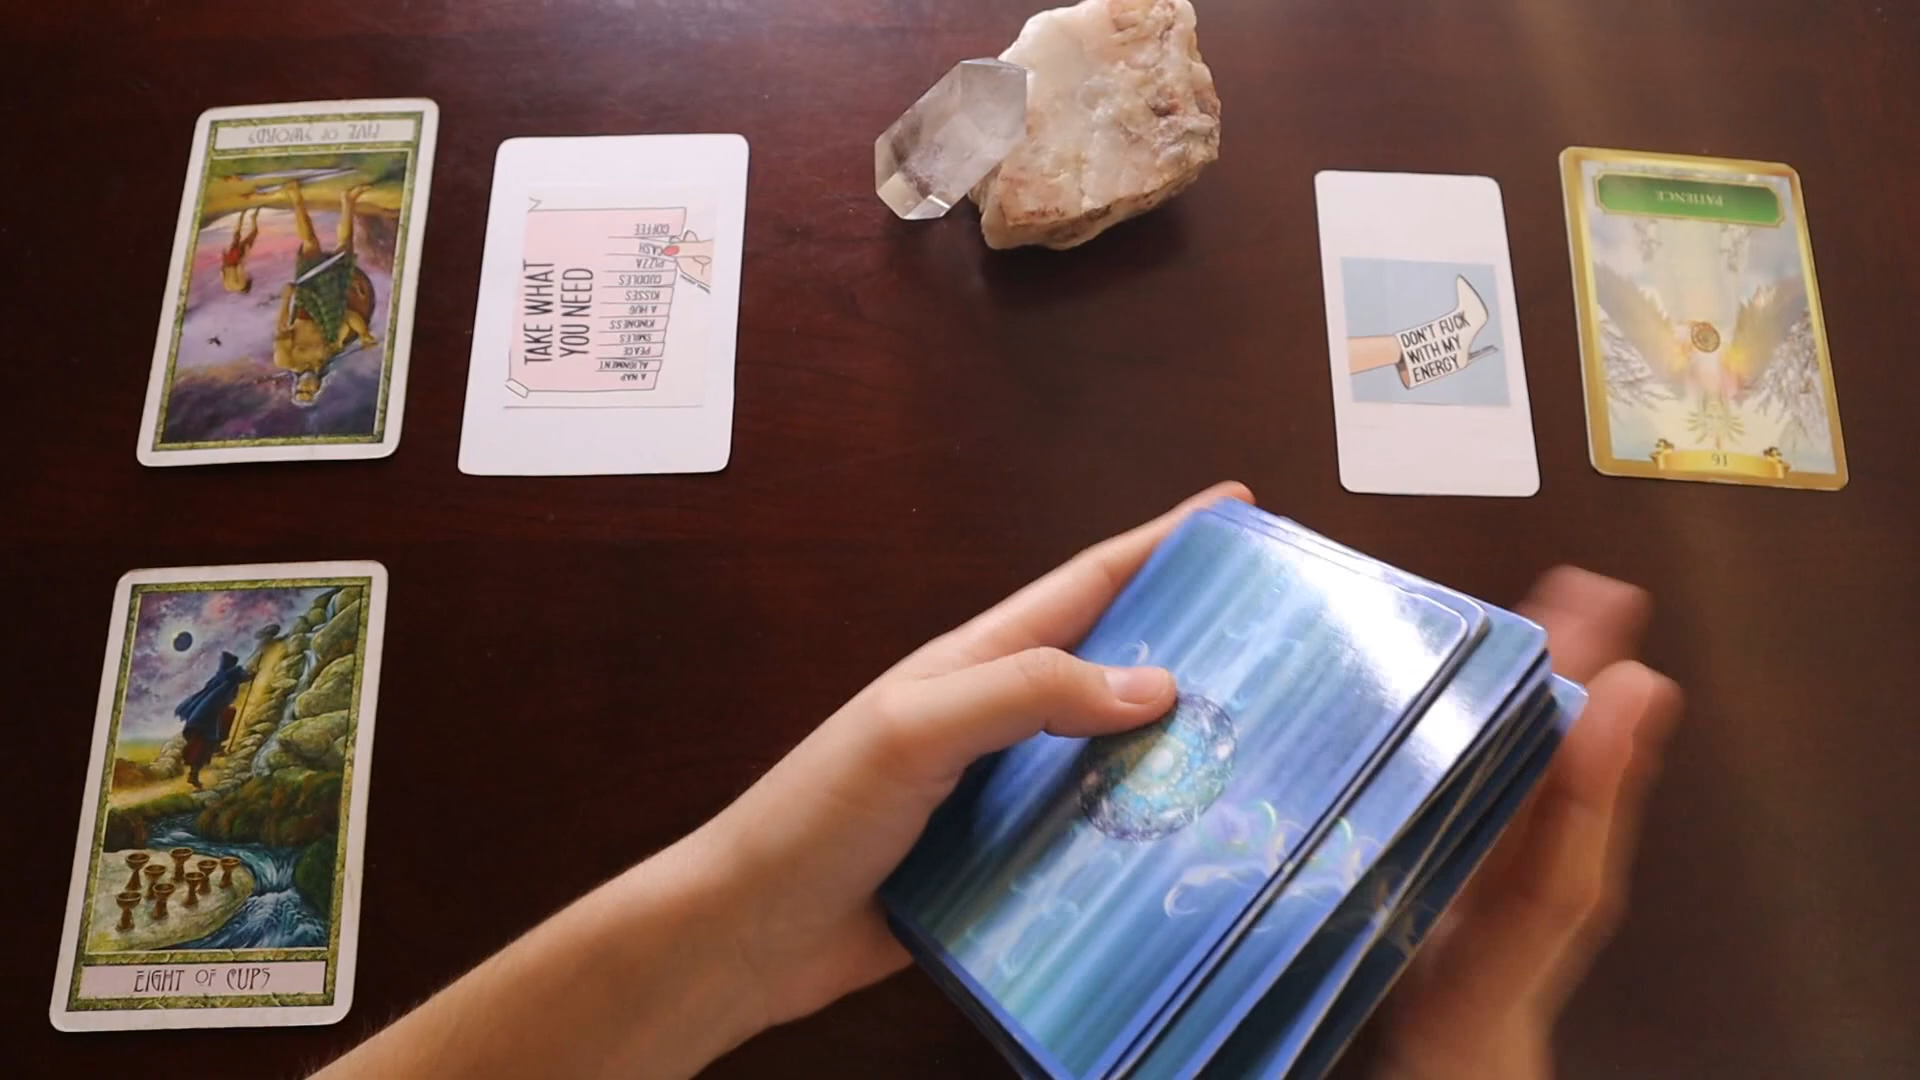 FIVE OF SWORDS
TAKE WHAT
YOU NEED
COFFEE
CASH
PIZZA
CUDDLES
KISSES
A HUG
KINDNESS
SMILES
PEACE
ALIGNMENT
A NAP
DON'T FUCK
WITH MY
ENERGY
PATIENCE
16
EIGHT OF CUPS